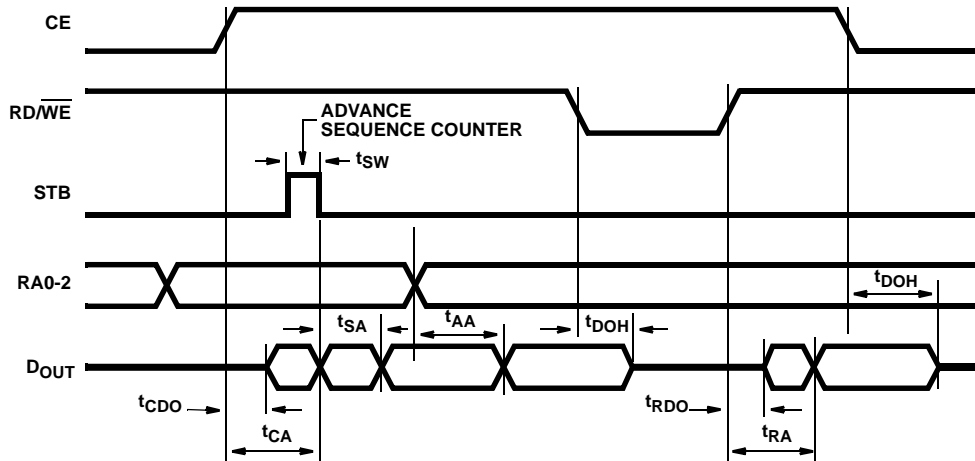 CE
RD/WE
ADVANCE
SEQUENCE COUNTER
tSW
STB
RA0-2
tDOH
tSA
tAA
tDOH
DOUT
tCDO
tRDO
tCA
tRA